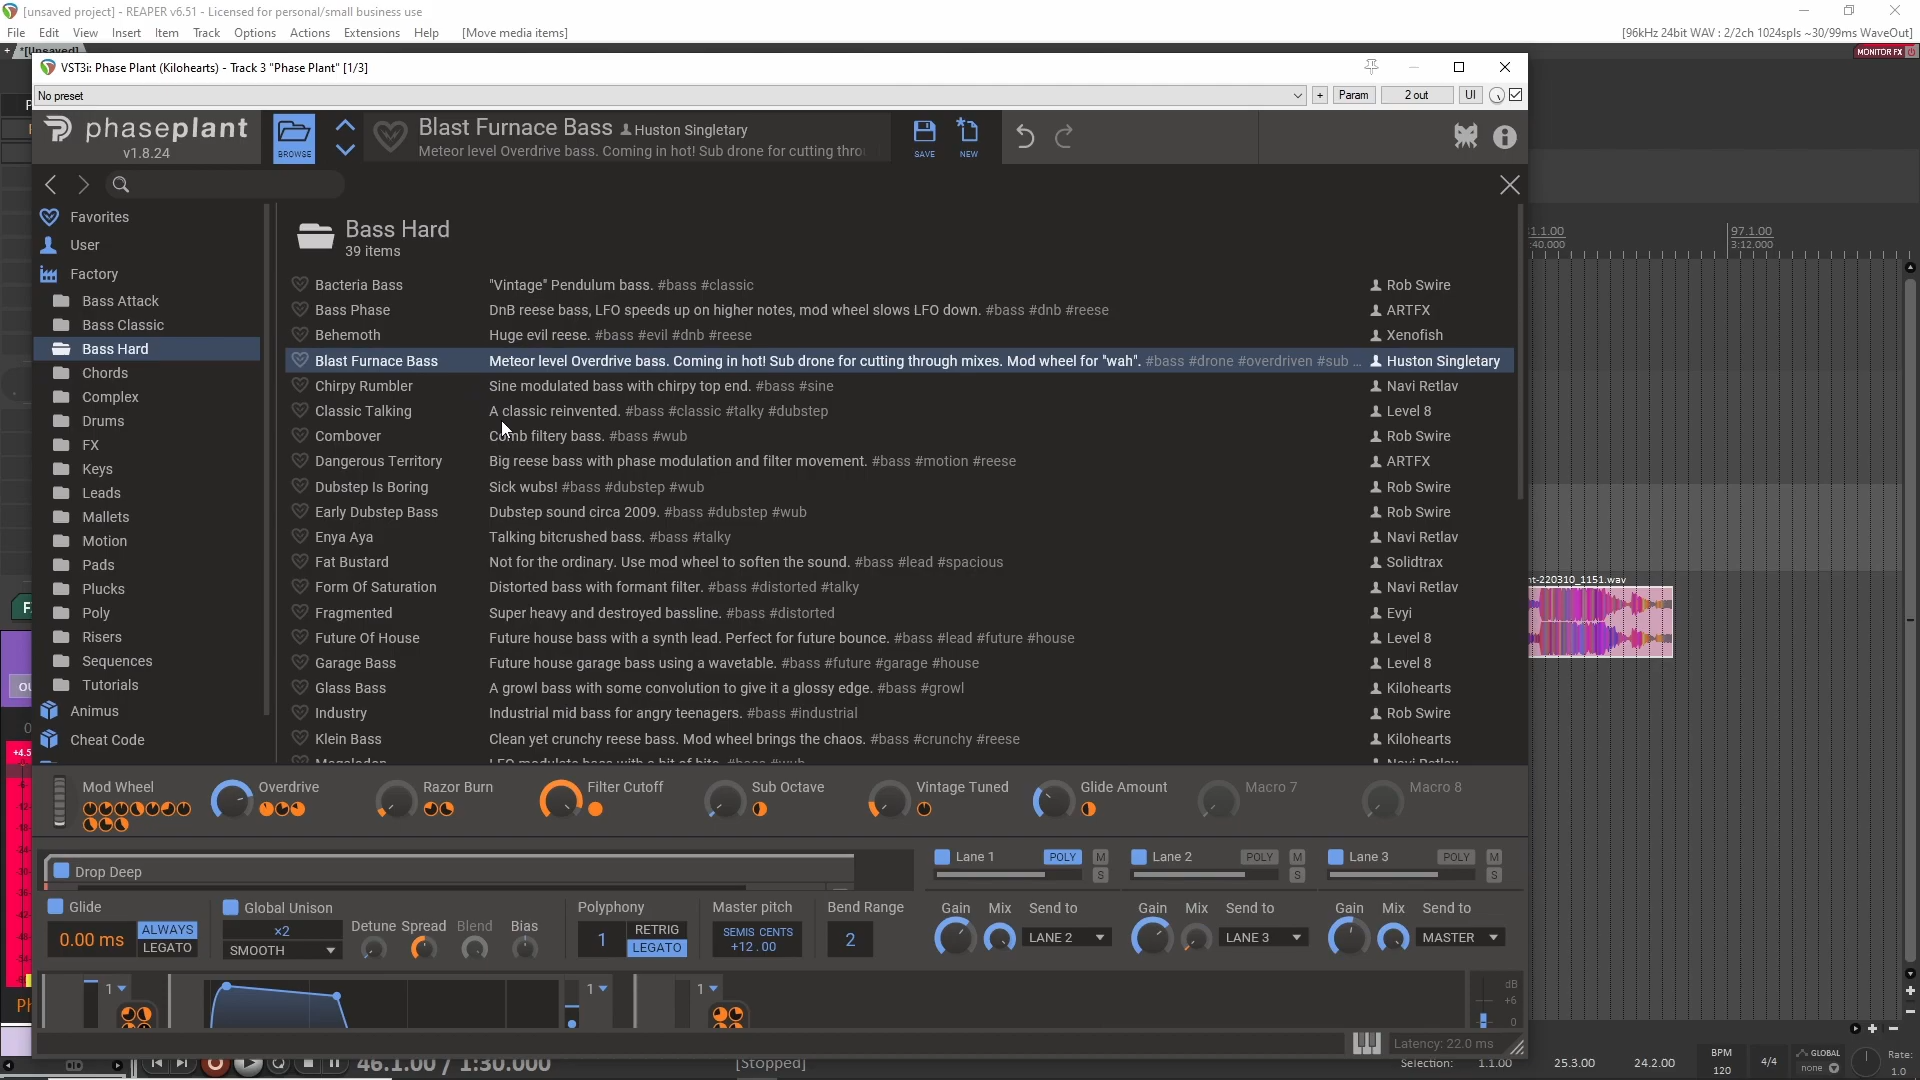 [unsaved project] - REAPER v6.51 - Licensed for personal/small business use
File Edit View Insert Item Track Options Actions Extensions Help [Move media items]
[96kHz 24bit WAV : 2/2ch 1024spls ~30/99ms WaveOut]
MONITOR FX
VST3i: Phase Plant (Kilohearts) - Track 3 "Phase Plant" [1/3]
No preset
+ Param 2 out UI
phaseplant
v1.8.24
BROWSE
Blast Furnace Bass Huston Singletary
Meteor level Overdrive bass. Coming in hot! Sub drone for cutting thro
SAVE NEW
Favorites
User
Factory
Bass Attack
Bass Classic
Bass Hard
Chords
Complex
Drums
FX
Keys
Leads
Mallets
Motion
Pads
Plucks
Poly
Risers
Sequences
Tutorials
Animus
Cheat Code
Bass Hard
39 items
Bacteria Bass "Vintage" Pendulum bass. #bass #classic Rob Swire
Bass Phase DnB reese bass, LFO speeds up on higher notes, mod wheel slows LFO down. #bass #dnb #reese ARTFX
Behemoth Huge evil reese. #bass #evil #dnb #reese Xenofish
Blast Furnace Bass Meteor level Overdrive bass. Coming in hot! Sub drone for cutting through mixes. Mod wheel for "wah". #bass #drone #overdriven #sub ... Huston Singletary
Chirpy Rumbler Sine modulated bass with chirpy top end. #bass #sine Navi Retlav
Classic Talking A classic reinvented. #bass #classic #talky #dubstep Level 8
Combover Comb filtery bass. #bass #wub Rob Swire
Dangerous Territory Big reese bass with phase modulation and filter movement. #bass #motion #reese ARTFX
Dubstep Is Boring Sick wubs! #bass #dubstep #wub Rob Swire
Early Dubstep Bass Dubstep sound circa 2009. #bass #dubstep #wub Rob Swire
Enya Aya Talking bitcrushed bass. #bass #talky Navi Retlav
Fat Bustard Not for the ordinary. Use mod wheel to soften the sound. #bass #lead #spacious Solidtrax
Form Of Saturation Distorted bass with formant filter. #bass #distorted #talky Navi Retlav
Fragmented Super heavy and destroyed bassline. #bass #distorted Evyi
Future Of House Future house bass with a synth lead. Perfect for future bounce. #bass #lead #future #house Level 8
Garage Bass Future house garage bass using a wavetable. #bass #future #garage #house Level 8
Glass Bass A growl bass with some convolution to give it a glossy edge. #bass #growl Kilohearts
Industry Industrial mid bass for angry teenagers. #bass #industrial Rob Swire
Klein Bass Clean yet crunchy reese bass. Mod wheel brings the chaos. #bass #crunchy #reese Kilohearts
Mod Wheel Overdrive Razor Burn Filter Cutoff Sub Octave Vintage Tuned Glide Amount Macro 7 Macro 8
Drop Deep
Lane 1 POLY M S
Lane 2 POLY M S
Lane 3 POLY M S
Glide
0.00 ms ALWAYS LEGATO
Global Unison
x2
SMOOTH
Detune Spread Blend Bias
Polyphony
1 RETRIG LEGATO
Master pitch
SEMIS CENTS
+12.00
Bend Range
2
Gain Mix Send to
LANE 2
Gain Mix Send to
LANE 3
Gain Mix Send to
MASTER
1 1 1
dB
+6
0
Latency: 22.0 ms
97.1.00
3:12.000
:40.000
nt-220310_1151.wav
+4.5
46.1.00 / 1:30.000
[Stopped]
Selection: 1.1.00 25.3.00 24.2.00
BPM
120
4/4
GLOBAL
none
Rate:
1.0